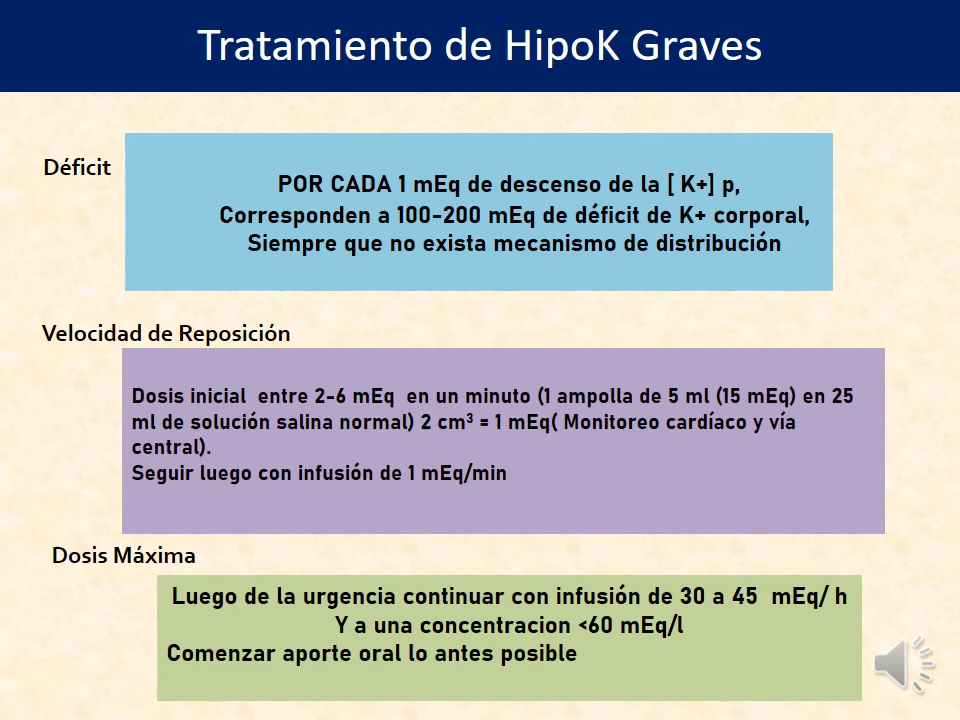 Tratamiento de HipoK Graves
Déficit
POR CADA 1 mEq de descenso de la [ K+] p,
Corresponden a 100-200 mEq de déficit de K+ corporal,
Siempre que no exista mecanismo de distribución
Velocidad de Reposición
Dosis inicial entre 2-6 mEq en un minuto (1 ampolla de 5 ml (15 mEq) en 25
ml de solución salina normal) 2 cm³ = 1 mEq( Monitoreo cardíaco y vía
central).
Seguir luego con infusión de 1 mEq/min
Dosis Máxima
Luego de la urgencia continuar con infusión de 30 a 45 mEq/ h
Y a una concentracion <60 mEq/l
Comenzar aporte oral lo antes posible